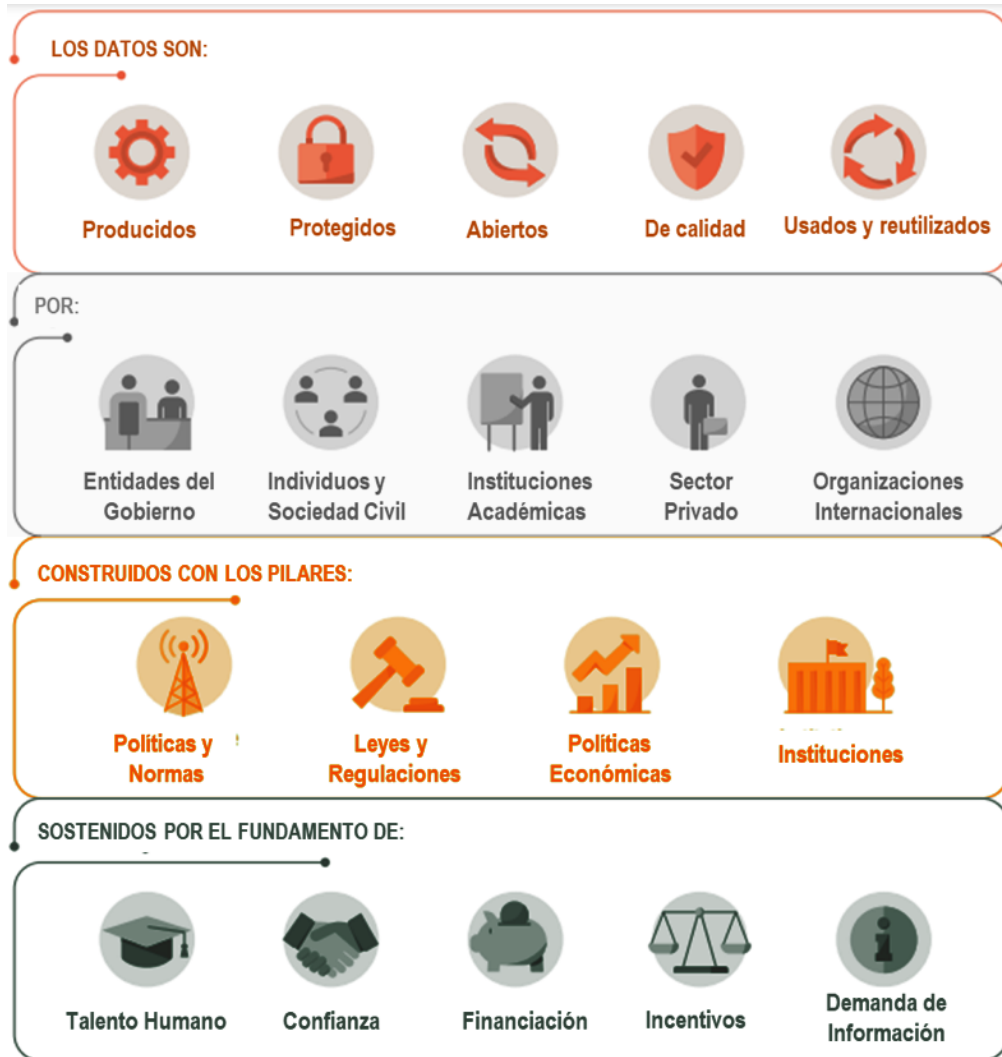 LOS DATOS SON:
Producidos
Protegidos
Abiertos
De calidad
Usados y reutilizados
POR:
Entidades del
Gobierno
Individuos y
Sociedad Civil
Instituciones
Académicas
Sector
Privado
Organizaciones
Internacionales
CONSTRUIDOS CON LOS PILARES:
Políticas y
Normas
Leyes y
Regulaciones
Políticas
Económicas
Instituciones
SOSTENIDOS POR EL FUNDAMENTO DE:
Talento Humano
Confianza
Financiación
Incentivos
Demanda de
Información